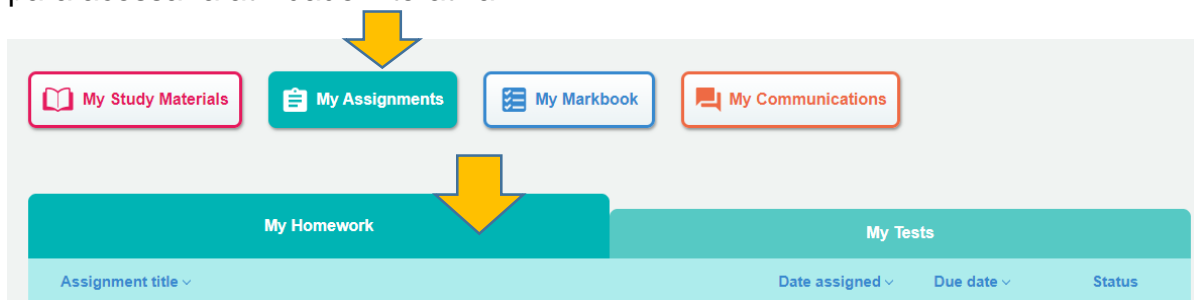 My Study Materials My Assignments My Markbook My Communications
My Homework My Tests
Assignment title Date assigned Due date Status